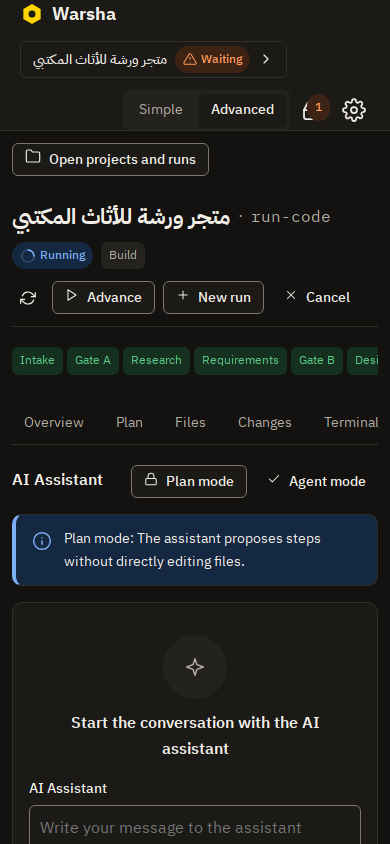 Warsha
متجر ورشة للأثاث المكتبي Waiting
Simple Advanced 1
Open projects and runs
متجر ورشة للأثاث المكتبي · run-code
Running Build
Advance New run Cancel
Intake Gate A Research Requirements Gate B Desi
Overview Plan Files Changes Terminal
AI Assistant Plan mode Agent mode
Plan mode: The assistant proposes steps
without directly editing files.
Start the conversation with the AI
assistant
AI Assistant
Write your message to the assistant